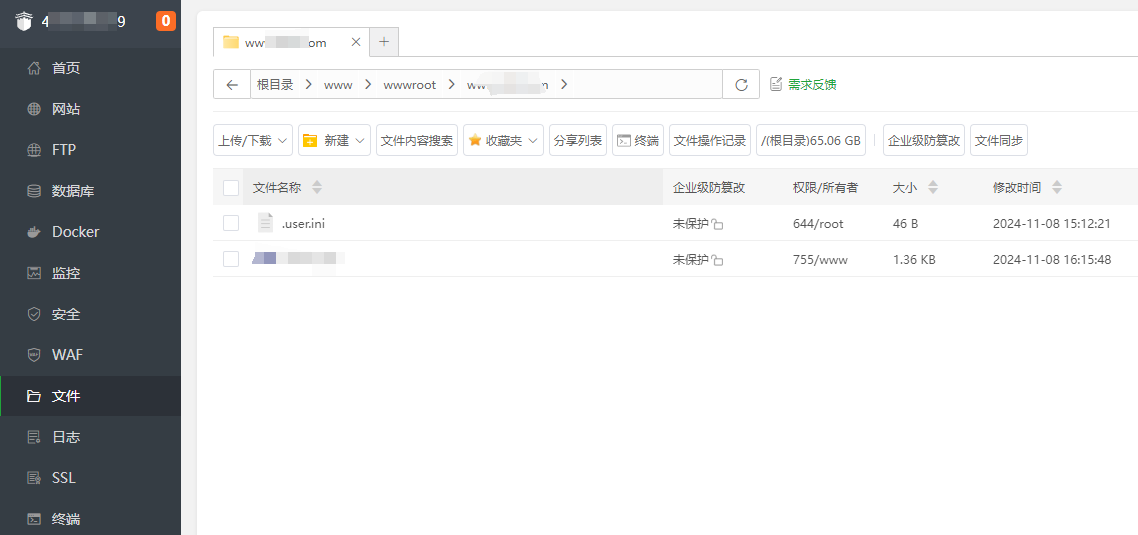 4 9 0
首页
网站
FTP
数据库
Docker
监控
安全
WAF
文件
日志
SSL
终端
ww om × +
根目录 > www > wwwroot > ww n > 需求反馈
上传/下载 新建 文件内容搜索 收藏夹 分享列表 终端 文件操作记录 //(根目录)65.06 GB 企业级防篡改 文件同步
文件名称 企业级防篡改 权限/所有者 大小 修改时间
.user.ini 未保护 644/root 46 B 2024-11-08 15:12:21
未保护 755/www 1.36 KB 2024-11-08 16:15:48